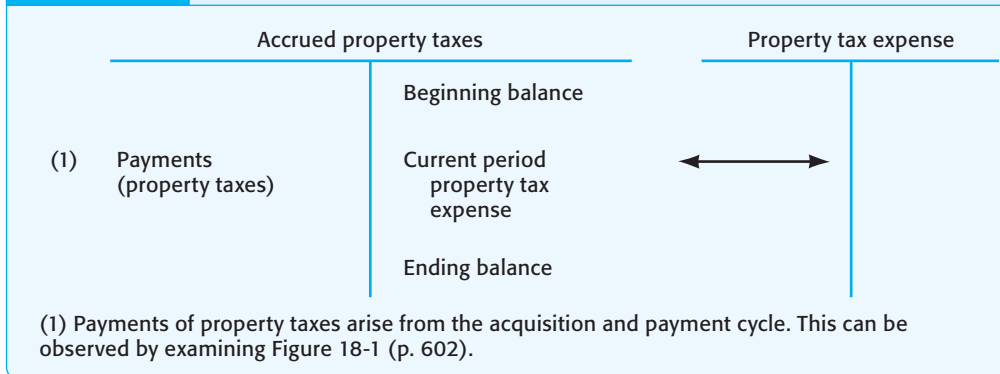 Accrued property taxes Property tax expense
Beginning balance
(1) Payments Current period
(property taxes) property tax
expense
Ending balance
(1) Payments of property taxes arise from the acquisition and payment cycle. This can be
observed by examining Figure 18-1 (p. 602).